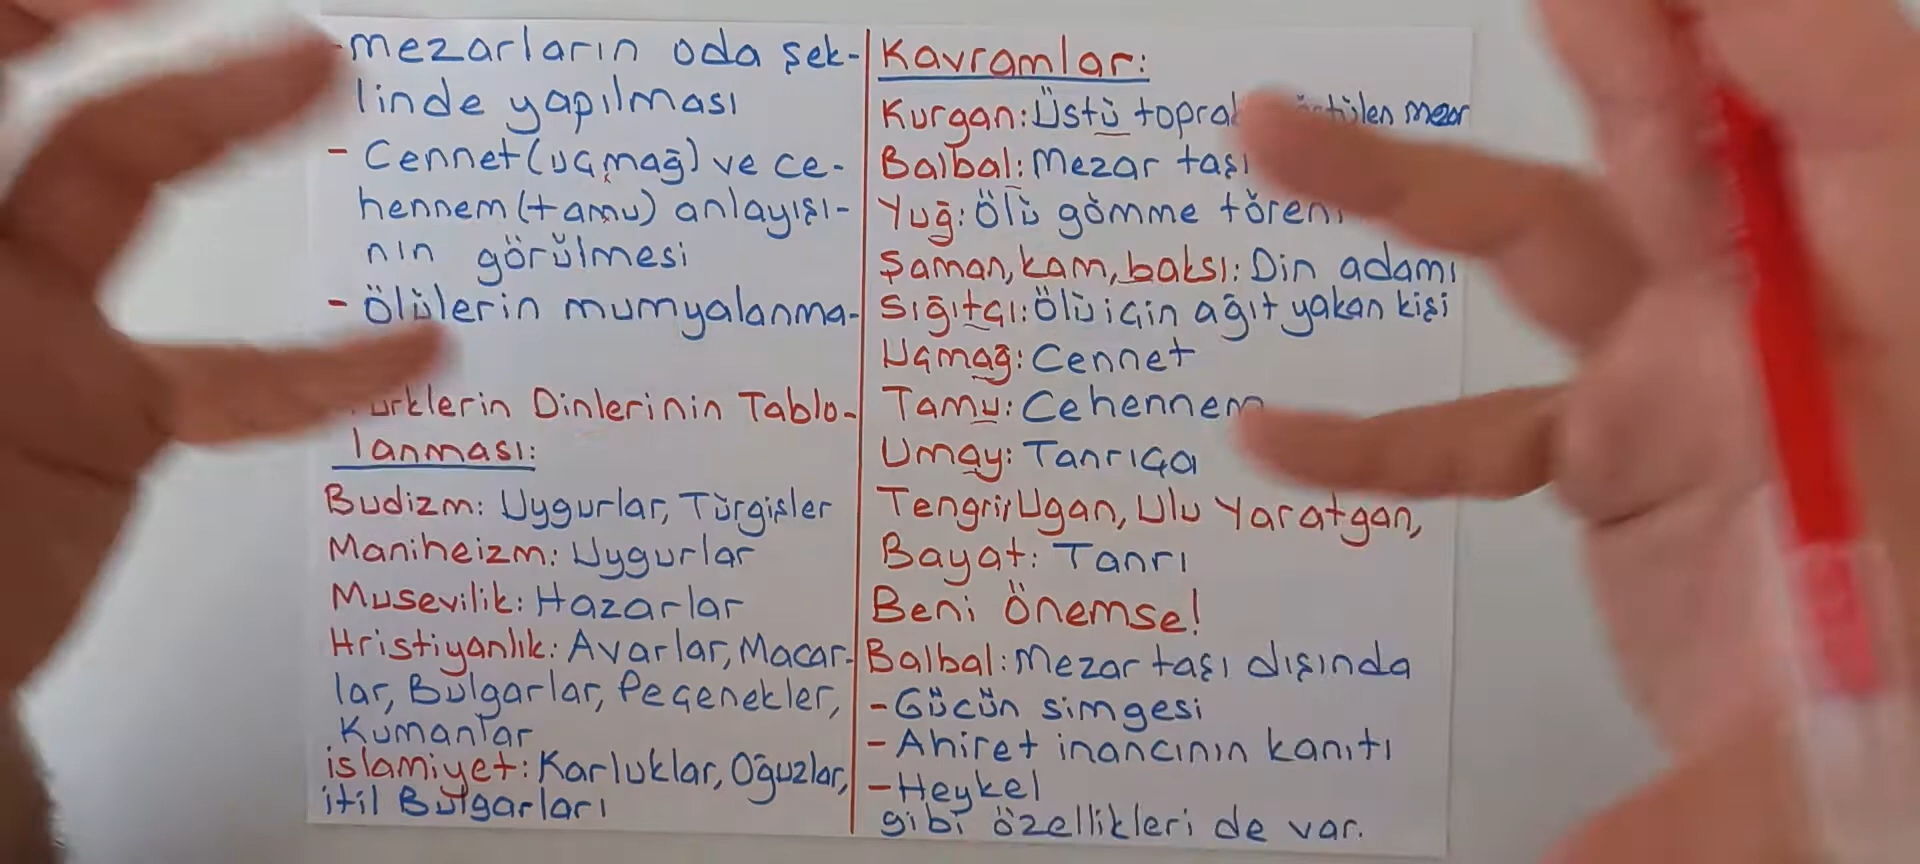 -mezarların oda şek-
linde yapılması
- Cennet(uçmağ) ve ce-
hennem(tamu) anlayışı-
nın görülmesi
- Ölülerin mumyalanma-
Dinlerinin Tablo-
lanması:
Budizm: Uygurlar, Türgişler
Maniheizm: Uygurlar
Musevilik: Hazarlar
Hristiyanlık: Avarlar, Macar-
lar, Bulgarlar, Peçenekler,
Kumanlar
islamiyet: Karluklar, Oğuzlar,
itil Bulgarları
Kavramlar:
Kurgan: Üstü mezar
Balbal: Mezar taşı
Yuğ: Ölü gömme töreni
Şaman, kam, baksı: Din adamı
Sığıtçı: Ölü için ağıt yakan kişi
Uçmağ: Cennet
Tamu: Cehennem
Umay: Tanrıça
Tengri, Ugan, Ulu Yaratgan,
Bayat: Tanrı
Beni Önemse!
Balbal: Mezar taşı dışında
-Gücün simgesi
-Ahiret inancının kanıtı
-Heykel
gibi özellikleri de var.